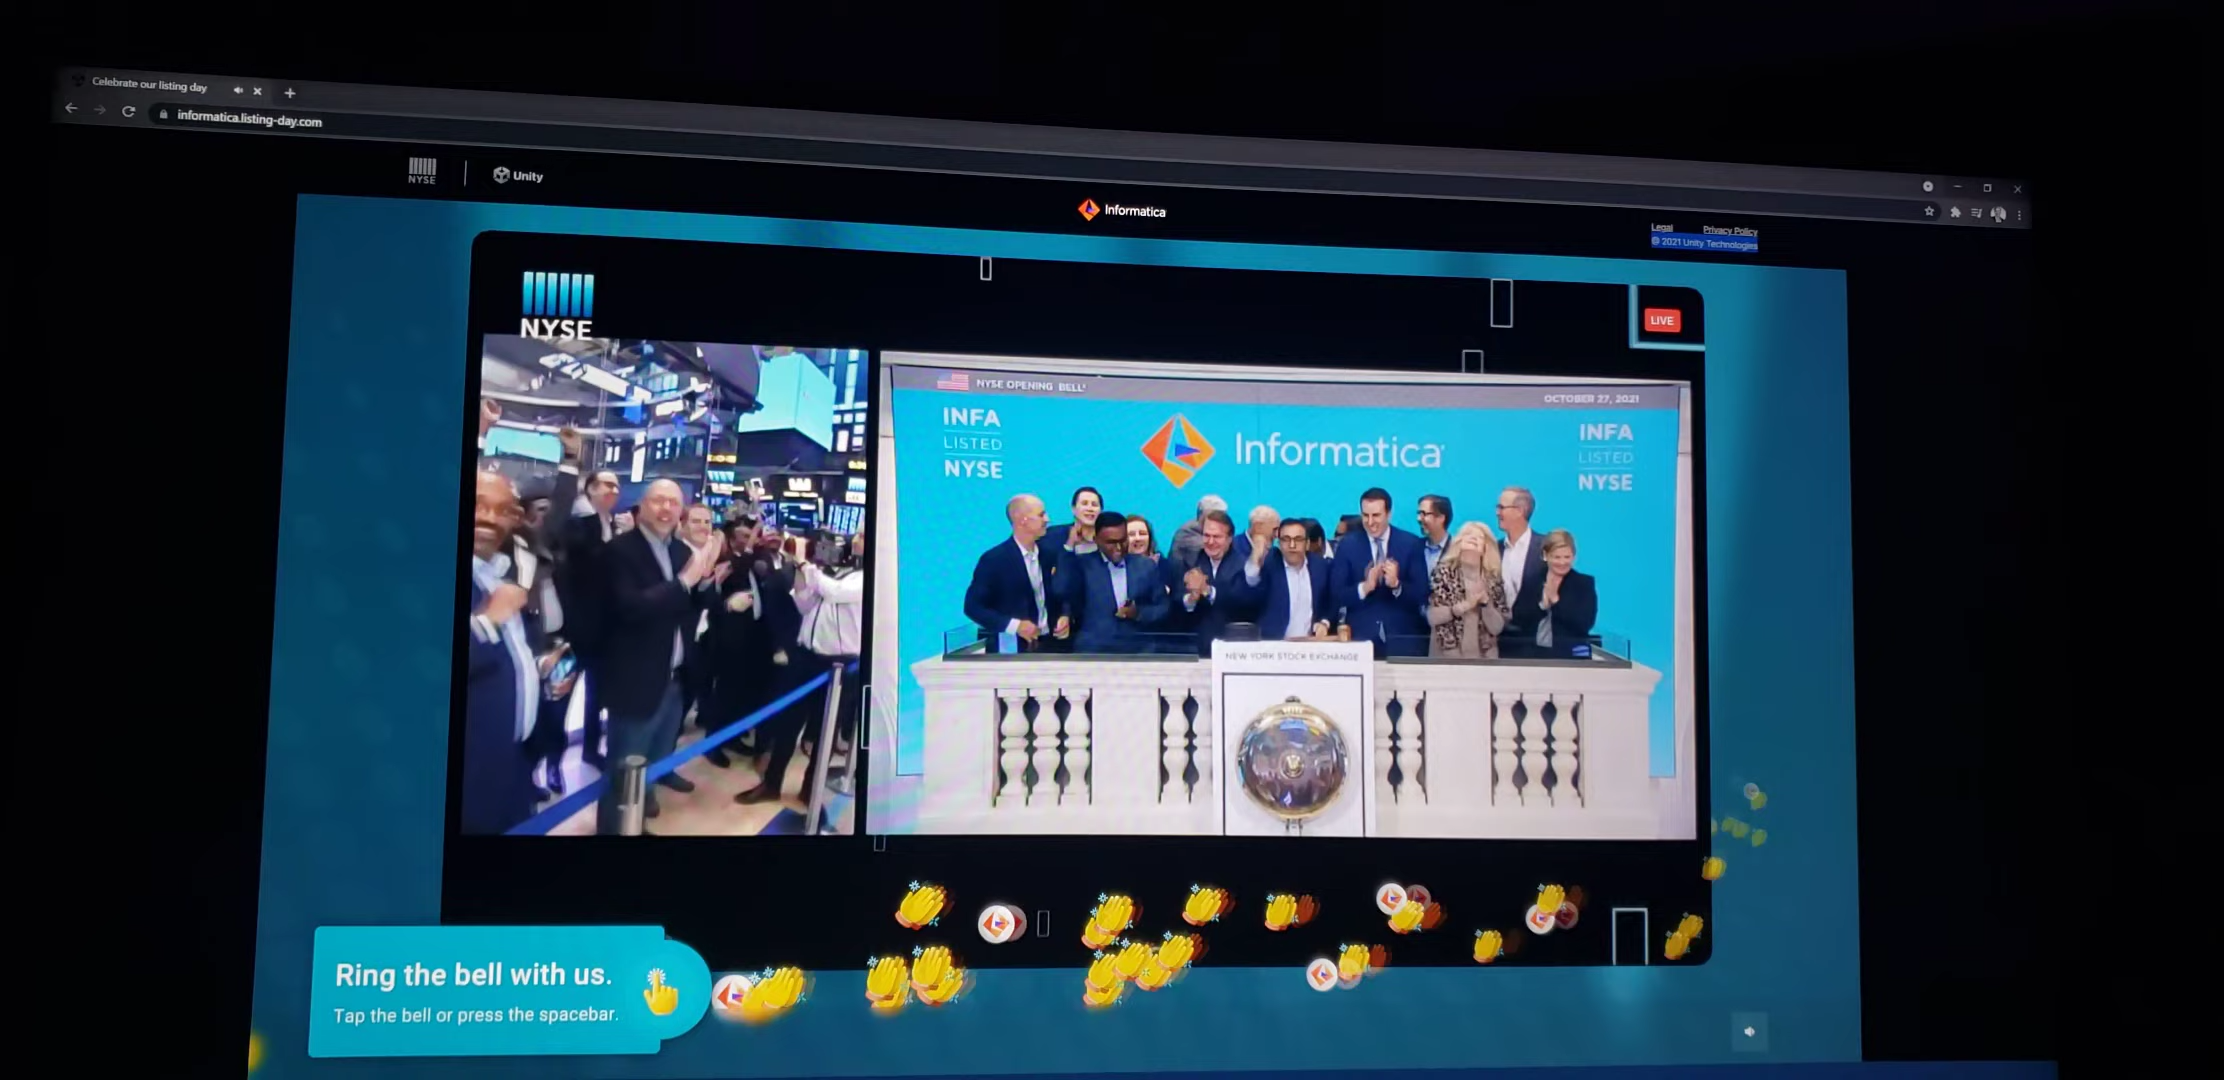 Celebrate our listing day
informatica.listing-day.com
NYSE
Unity
Informatica
Legal
Privacy Policy
© 2021 Unity Technologies
NYSE
LIVE
NYSE OPENING BELL
OCTOBER 27, 2021
INFA
LISTED
NYSE
Informatica
INFA
LISTED
NYSE
NEW YORK STOCK EXCHANGE
Ring the bell with us.
Tap the bell or press the spacebar.